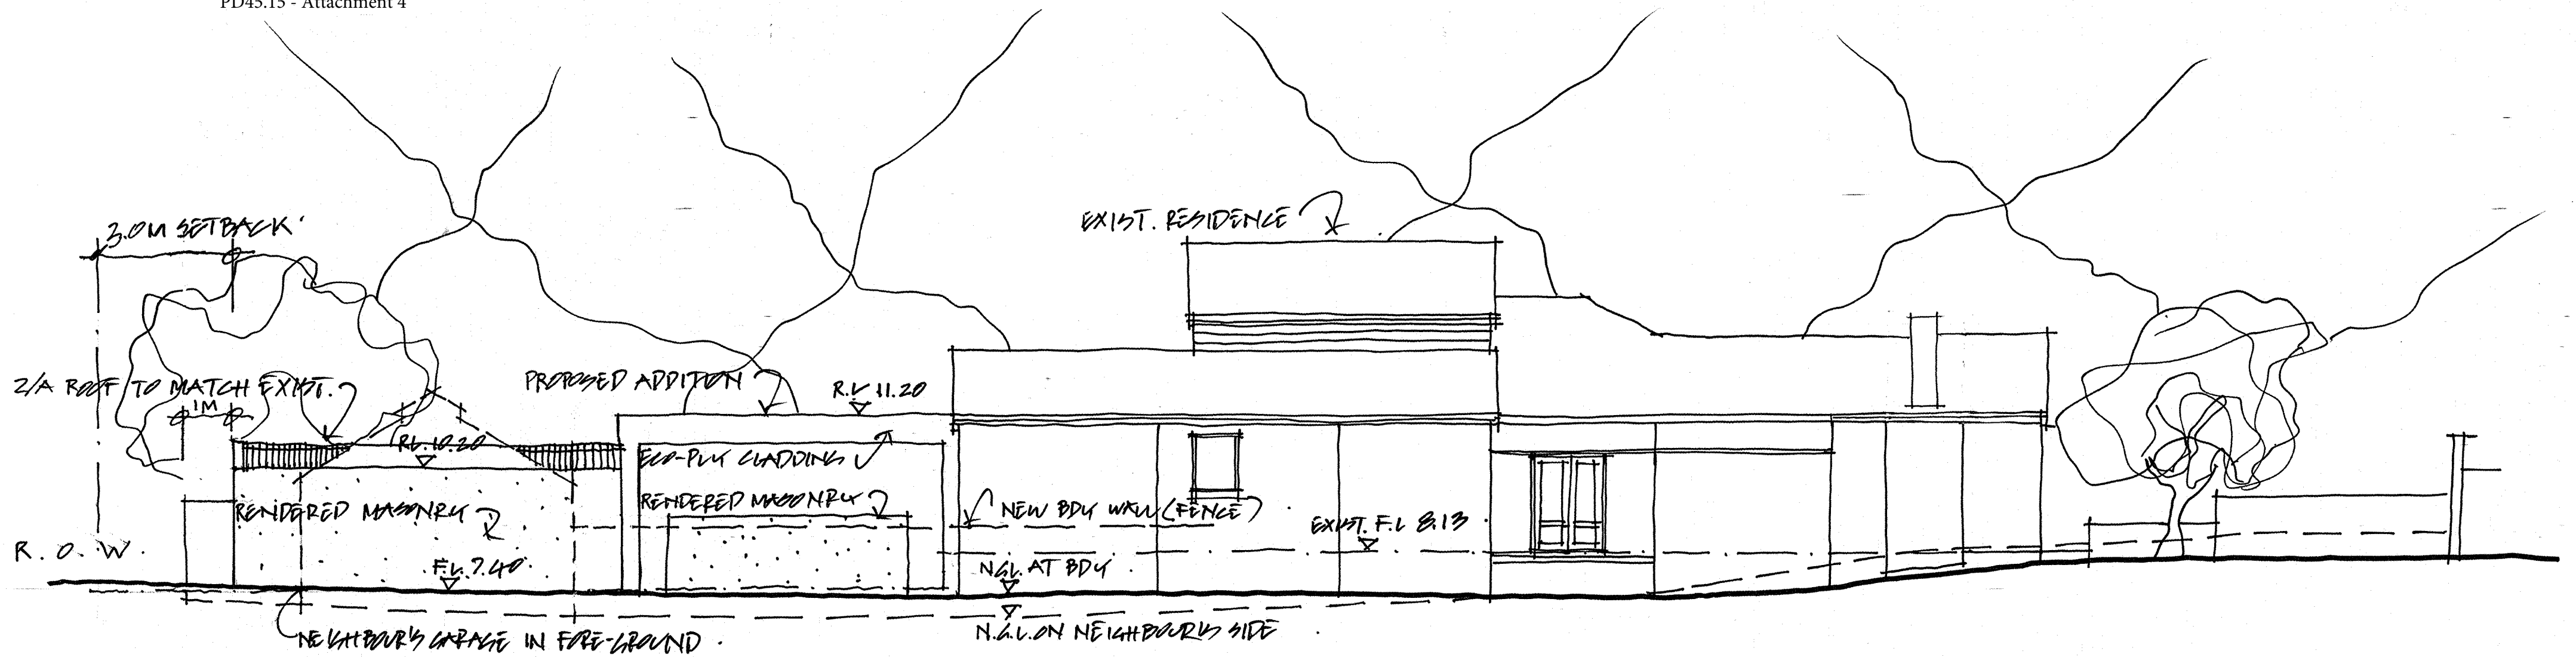 PD45.15 - Attachment 4
3.0M SETBACK
EXIST. RESIDENCE
Z/A ROOF TO MATCH EXIST.
1M
PROPOSED ADDITION
R.L 11.20
RL. 10.20
ECO-PLY CLADDING
RENDERED MASONRY
RENDERED MASONRY
NEW BDY WALL (FENCE)
EXIST. F.L 8.13
R.O.W.
F.L. 7.40
N.G.L. AT BDY
NEIGHBOUR'S GARAGE IN FORE-GROUND.
N.G.L. ON NEIGHBOUR'S SIDE